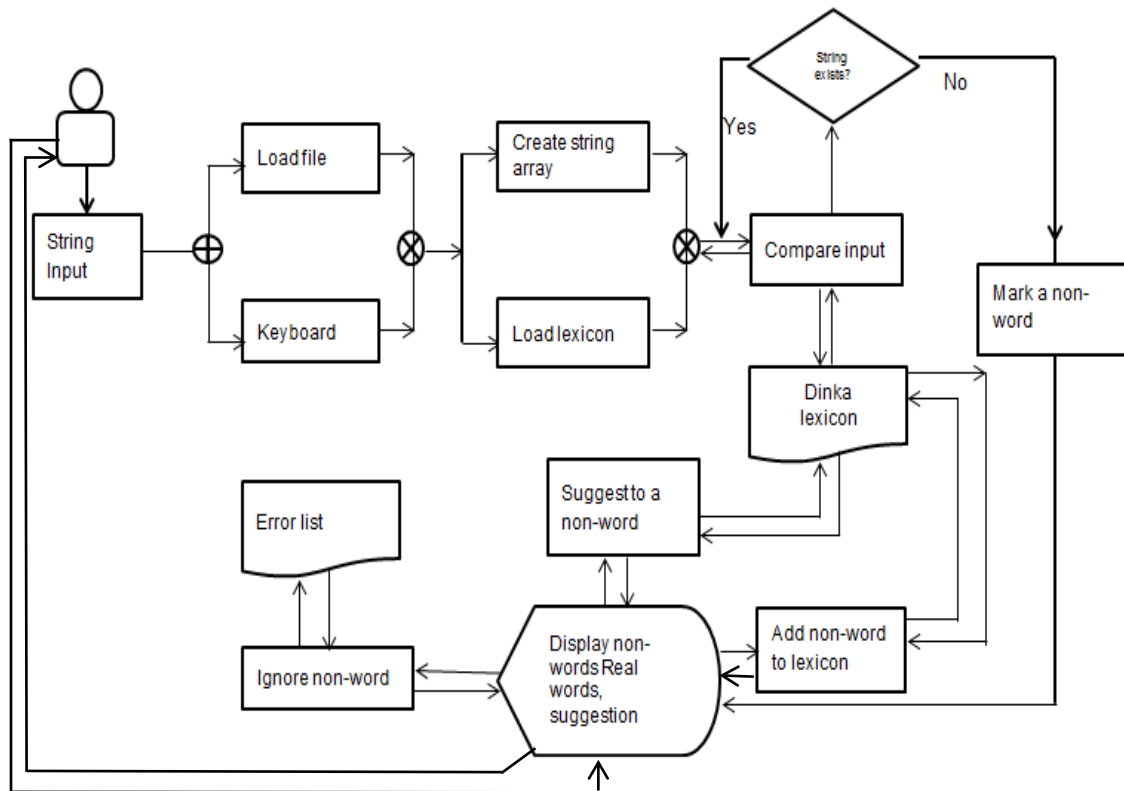 String
exists?
No
Yes
Load file
Create string
array
String
Input
Compare input
Keyboard
Load lexicon
Mark a non-
word
Dinka
lexicon
Suggest to a
non-word
Error list
Display non-
words Real
words,
suggestion
Add non-word
to lexicon
Ignore non-word